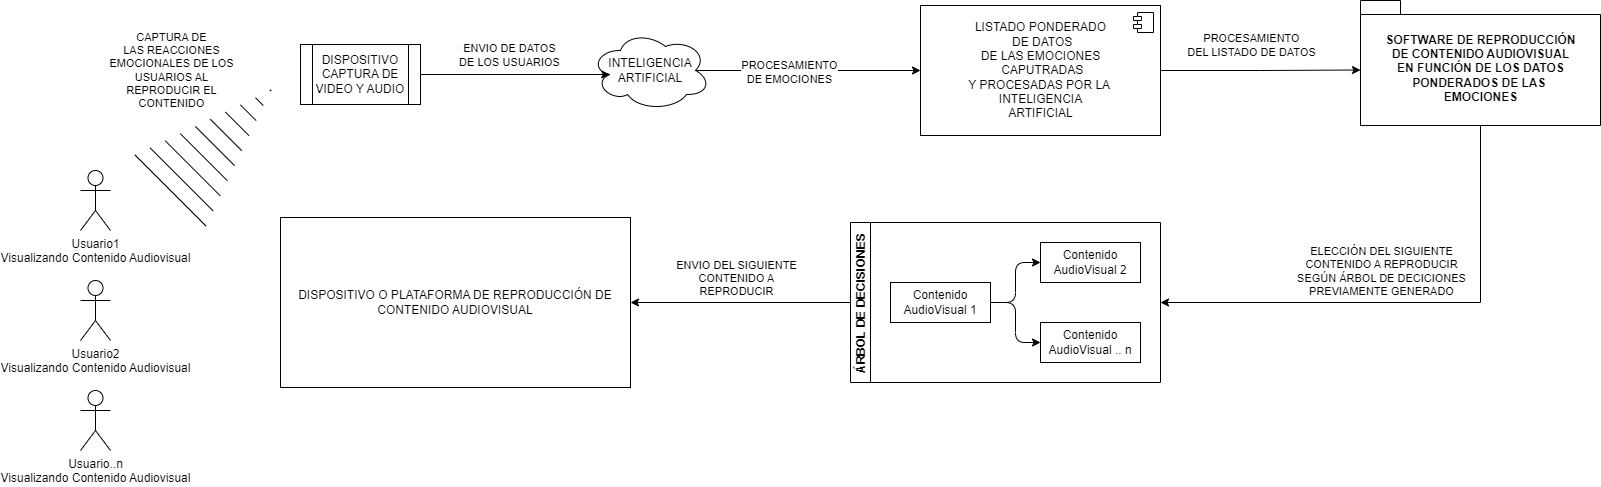 CAPTURA DE
LAS REACCIONES
EMOCIONALES DE LOS
USUARIOS AL
REPRODUCIR EL
CONTENIDO
DISPOSITIVO
CAPTURA DE
VIDEO Y AUDIO
ENVIO DE DATOS
DE LOS USUARIOS
INTELIGENCIA
ARTIFICIAL
PROCESAMIENTO
DE EMOCIONES
LISTADO PONDERADO
DE DATOS
DE LAS EMOCIONES
CAPUTRADAS
Y PROCESADAS POR LA
INTELIGENCIA
ARTIFICIAL
PROCESAMIENTO
DEL LISTADO DE DATOS
SOFTWARE DE REPRODUCCIÓN
DE CONTENIDO AUDIOVISUAL
EN FUNCIÓN DE LOS DATOS
PONDERADOS DE LAS
EMOCIONES
ELECCIÓN DEL SIGUIENTE
CONTENIDO A REPRODUCIR
SEGÚN ÁRBOL DE DECICIONES
PREVIAMENTE GENERADO
ÁRBOL DE DECISIONES
Contenido
AudioVisual 1
Contenido
AudioVisual 2
Contenido
AudioVisual .. n
ENVIO DEL SIGUIENTE
CONTENIDO A
REPRODUCIR
DISPOSITIVO O PLATAFORMA DE REPRODUCCIÓN DE
CONTENIDO AUDIOVISUAL
Usuario1
Visualizando Contenido Audiovisual
Usuario2
Visualizando Contenido Audiovisual
Usuario..n
Visualizando Contenido Audiovisual